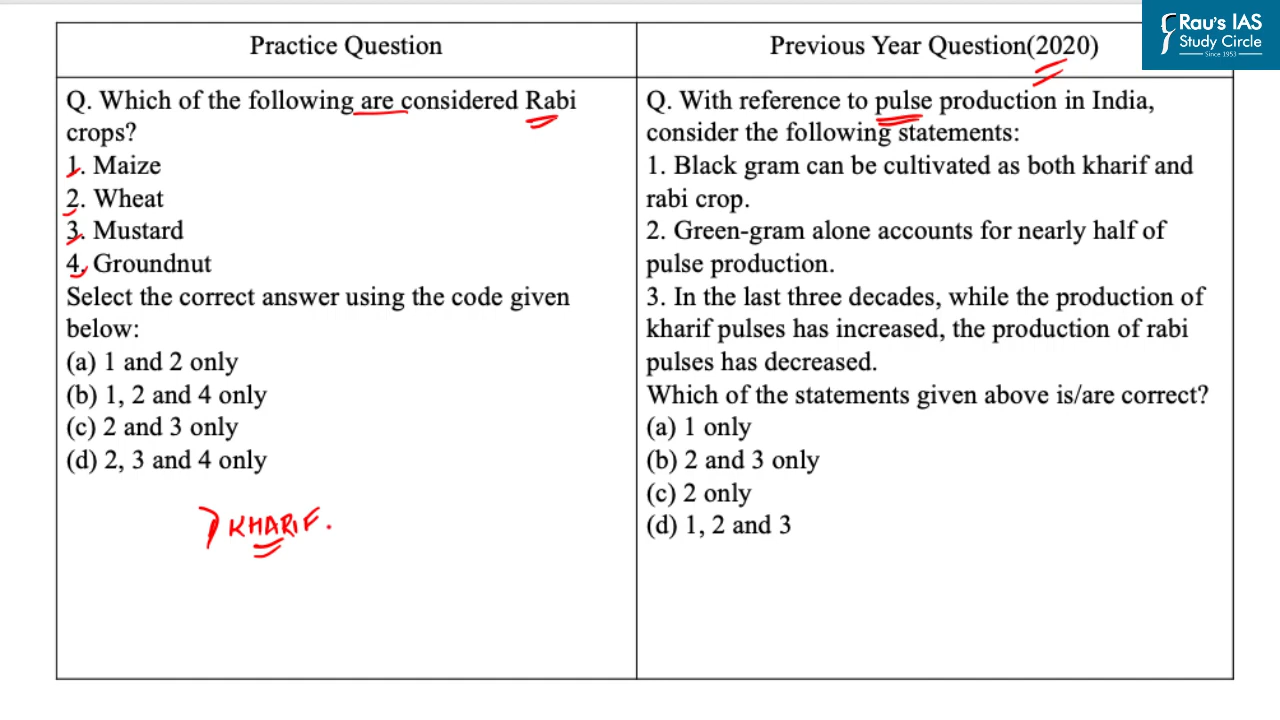 Rau's IAS
Study Circle
Since 1953
Practice Question
Q. Which of the following are considered Rabi
crops?
1. Maize
2. Wheat
3. Mustard
4. Groundnut
Select the correct answer using the code given
below:
(a) 1 and 2 only
(b) 1, 2 and 4 only
(c) 2 and 3 only
(d) 2, 3 and 4 only
KHARIF.
Previous Year Question(2020)
Q. With reference to pulse production in India,
consider the following statements:
1. Black gram can be cultivated as both kharif and
rabi crop.
2. Green-gram alone accounts for nearly half of
pulse production.
3. In the last three decades, while the production of
kharif pulses has increased, the production of rabi
pulses has decreased.
Which of the statements given above is/are correct?
(a) 1 only
(b) 2 and 3 only
(c) 2 only
(d) 1, 2 and 3